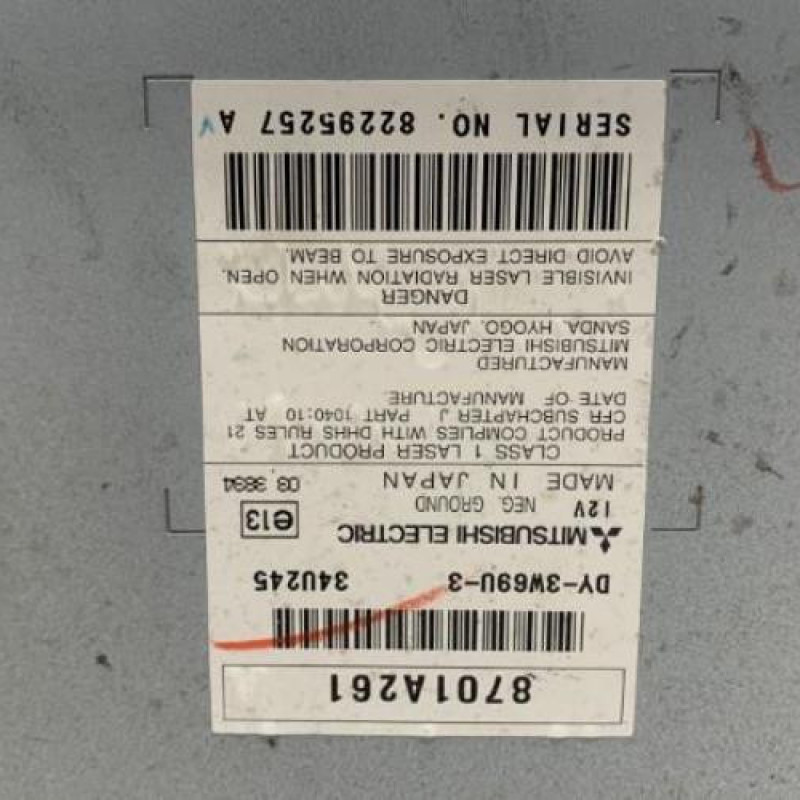 8701A261
DY-3W69U-3 34U245
MITSUBISHI ELECTRIC
12V NEG. GROUND e13
MADE IN JAPAN 03 3694
CLASS 1 LASER PRODUCT
PRODUCT COMPLIES WITH DHHS RULES 21
CFR SUBCHAPTER J PART 1040:10 AT
DATE OF MANUFACTURE.
MANUFACTURED
MITSUBISHI ELECTRIC CORPORATION
SANDA, HYOGO, JAPAN
DANGER
INVISIBLE LASER RADIATION WHEN OPEN.
AVOID DIRECT EXPOSURE TO BEAM.
SERIAL NO. 82295257 A